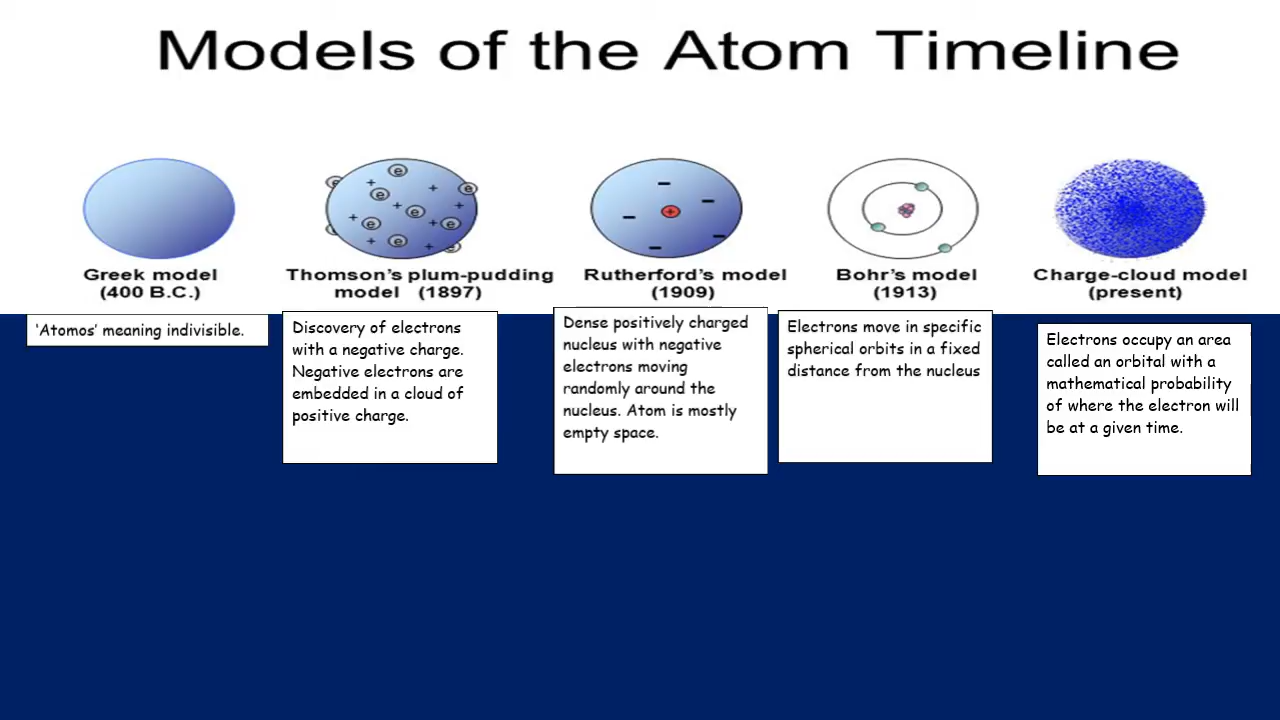 Models of the Atom Timeline
e e e e e e e e
+ + + + + + + +
- - - - -
+
Greek model
(400 B.C.)
Thomson's plum-pudding
model (1897)
Rutherford's model
(1909)
Bohr's model
(1913)
Charge-cloud model
(present)
'Atomos' meaning indivisible.
Discovery of electrons
with a negative charge.
Negative electrons are
embedded in a cloud of
positive charge.
Dense positively charged
nucleus with negative
electrons moving
randomly around the
nucleus. Atom is mostly
empty space.
Electrons move in specific
spherical orbits in a fixed
distance from the nucleus
Electrons occupy an area
called an orbital with a
mathematical probability
of where the electron will
be at a given time.